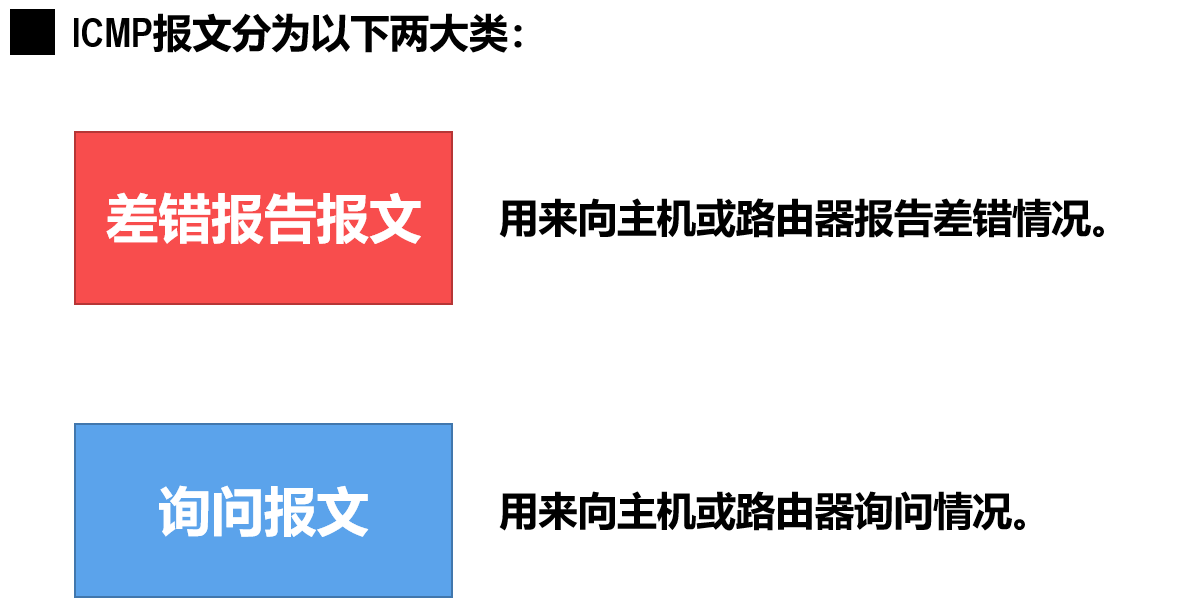 ICMP报文分为以下两大类：
差错报告报文
用来向主机或路由器报告差错情况。
询问报文
用来向主机或路由器询问情况。